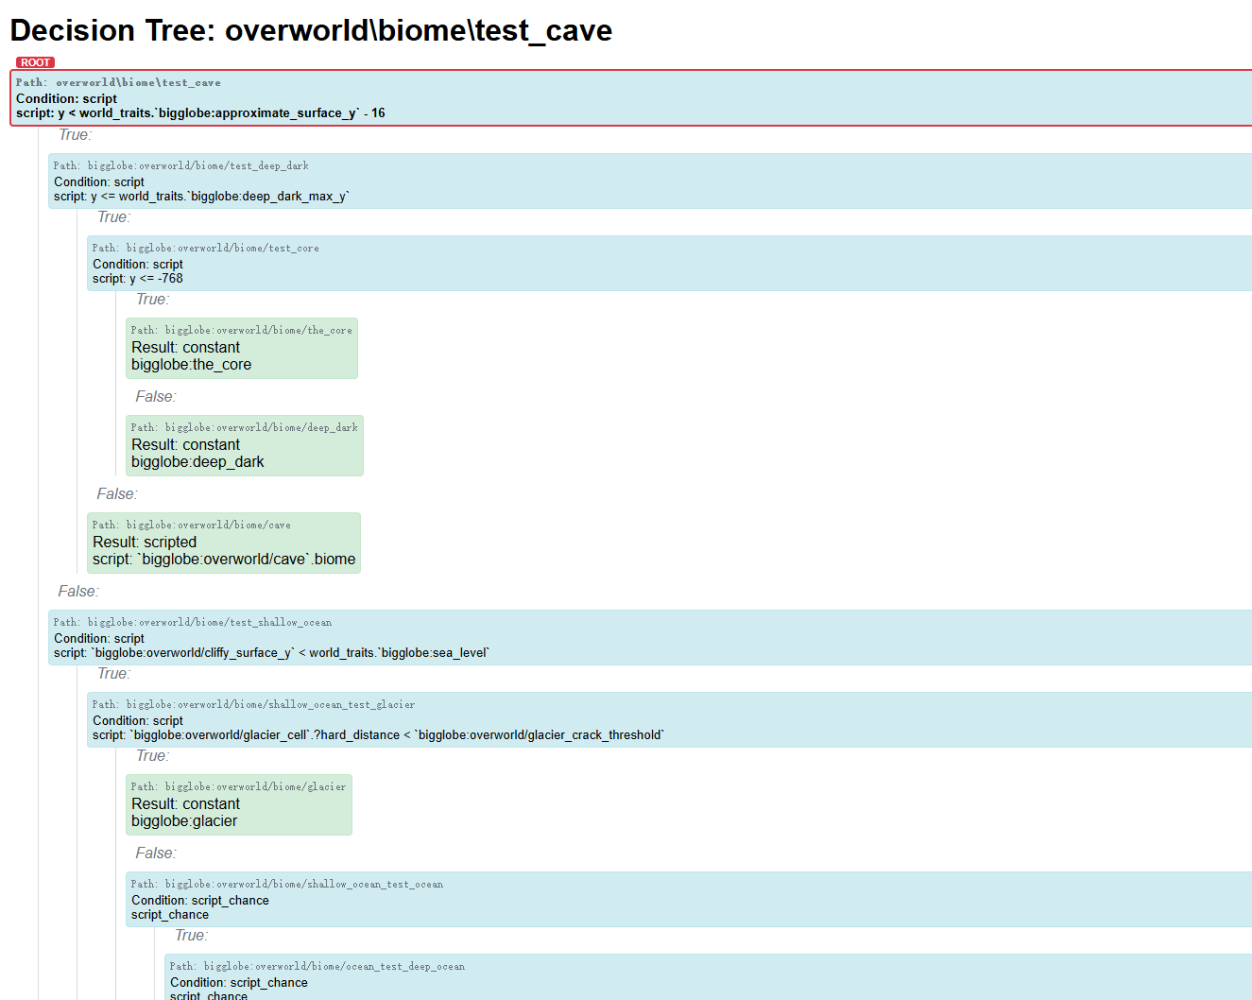 Decision Tree: overworld\biome\test_cave
ROOT
Path: overworld\biome\test_cave
Condition: script
script: y < world_traits.`bigglobe:approximate_surface_y` - 16
True:
Path: bigglobe:overworld/biome/test_deep_dark
Condition: script
script: y <= world_traits.`bigglobe:deep_dark_max_y`
True:
Path: bigglobe:overworld/biome/test_core
Condition: script
script: y <= -768
True:
Path: bigglobe:overworld/biome/the_core
Result: constant
bigglobe:the_core
False:
Path: bigglobe:overworld/biome/deep_dark
Result: constant
bigglobe:deep_dark
False:
Path: bigglobe:overworld/biome/cave
Result: scripted
script: `bigglobe:overworld/cave`.biome
False:
Path: bigglobe:overworld/biome/test_shallow_ocean
Condition: script
script: `bigglobe:overworld/cliffy_surface_y` < world_traits.`bigglobe:sea_level`
True:
Path: bigglobe:overworld/biome/shallow_ocean_test_glacier
Condition: script
script: `bigglobe:overworld/glacier_cell`.?hard_distance < `bigglobe:overworld/glacier_crack_threshold`
True:
Path: bigglobe:overworld/biome/glacier
Result: constant
bigglobe:glacier
False:
Path: bigglobe:overworld/biome/shallow_ocean_test_ocean
Condition: script_chance
script_chance
True:
Path: bigglobe:overworld/biome/ocean_test_deep_ocean
Condition: script_chance
script_chance